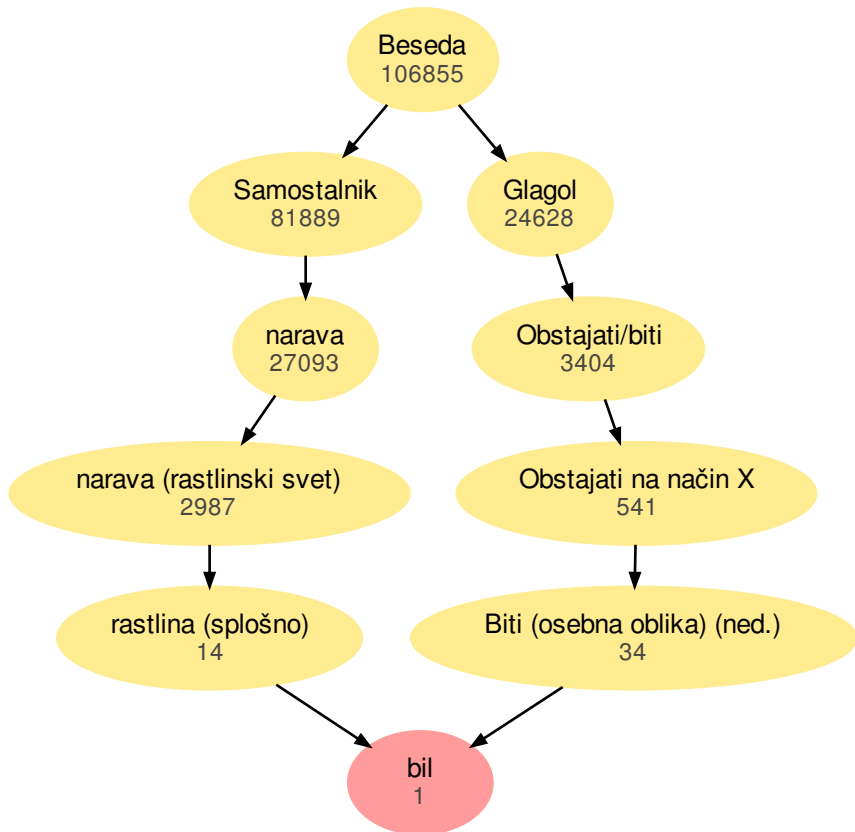 Beseda
106855
Samostalnik
81889
Glagol
24628
narava
27093
Obstajati/biti
3404
narava (rastlinski svet)
2987
Obstajati na način X
541
rastlina (splošno)
14
Biti (osebna oblika) (ned.)
34
bil
1